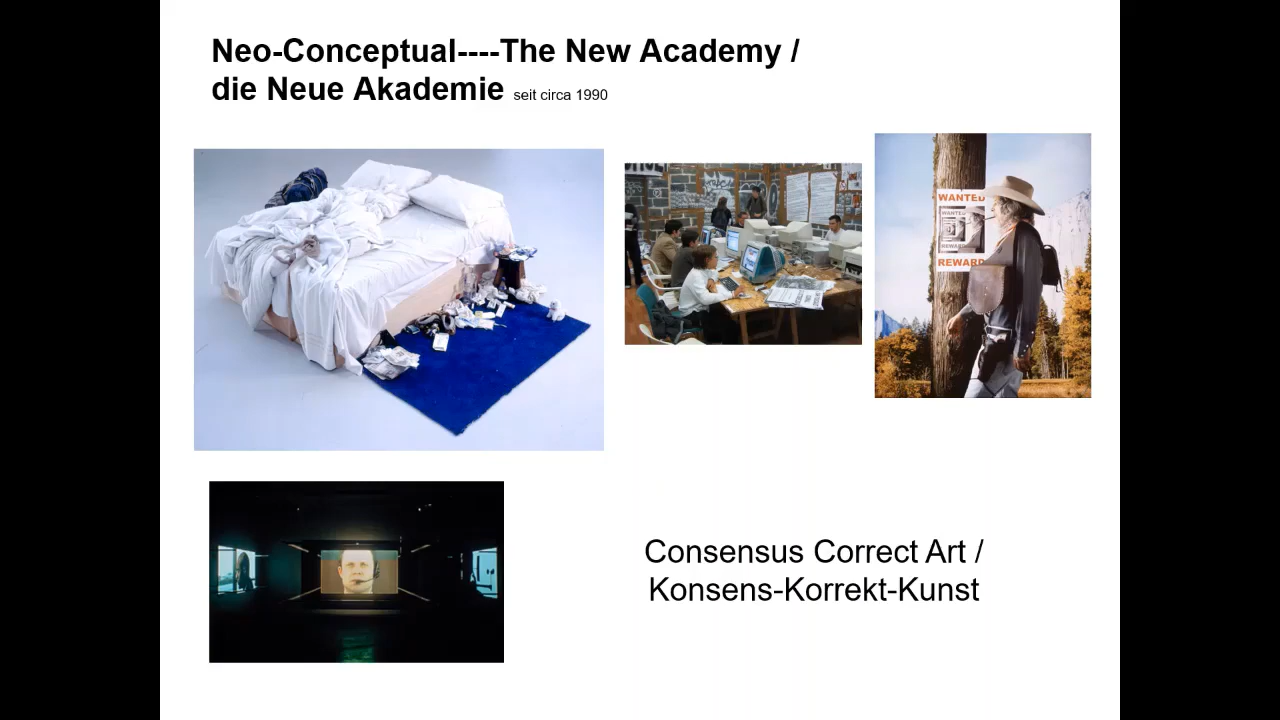 Neo-Conceptual----The New Academy /
die Neue Akademie seit circa 1990
WANTED
WANTED
REWARD
REWARD
Consensus Correct Art /
Konsens-Korrekt-Kunst